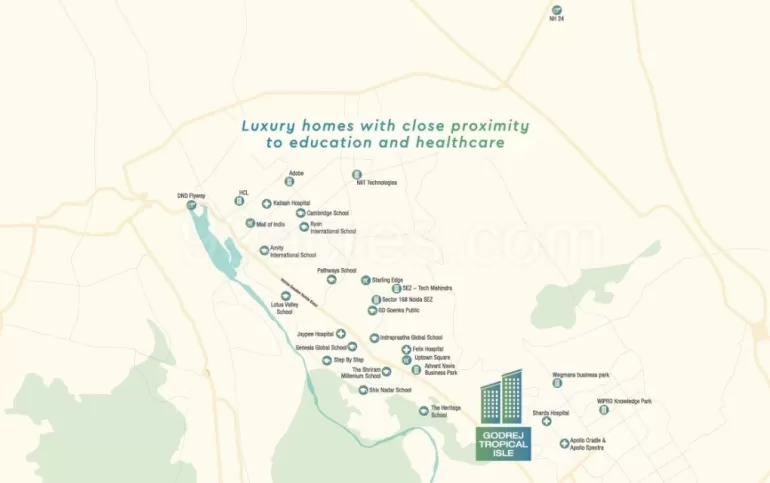 NH 24
Luxury homes with close proximity
to education and healthcare
Adobe
NIIT Technologies
DND Flyway
HCL
Kailash Hospital
Cambridge School
Mall of India
Ryan
International School
Amity
International School
Pathways School
Sterling Edge
SEZ – Tech Mahindra
Lotus Valley
School
Sector 168 Noida SEZ
GD Goenka Public
Jaypee Hospital
Indraprastha Global School
Genesis Global School
Felix Hospital
Step By Step
Uptown Square
The Shriram
Millenium School
Advant Navis
Business Park
Shiv Nadar School
Wegmans business park
The Heritage
School
WIPRO Knowledge Park
Sharda Hospital
GODREJ
TROPICAL
ISLE
Apollo Cradle &
Apollo Spectra